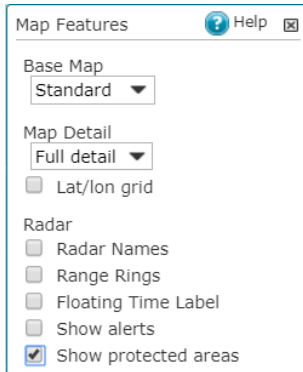 Map Features ? Help
Base Map
Standard
Map Detail
Full detail
Lat/lon grid
Radar
Radar Names
Range Rings
Floating Time Label
Show alerts
Show protected areas